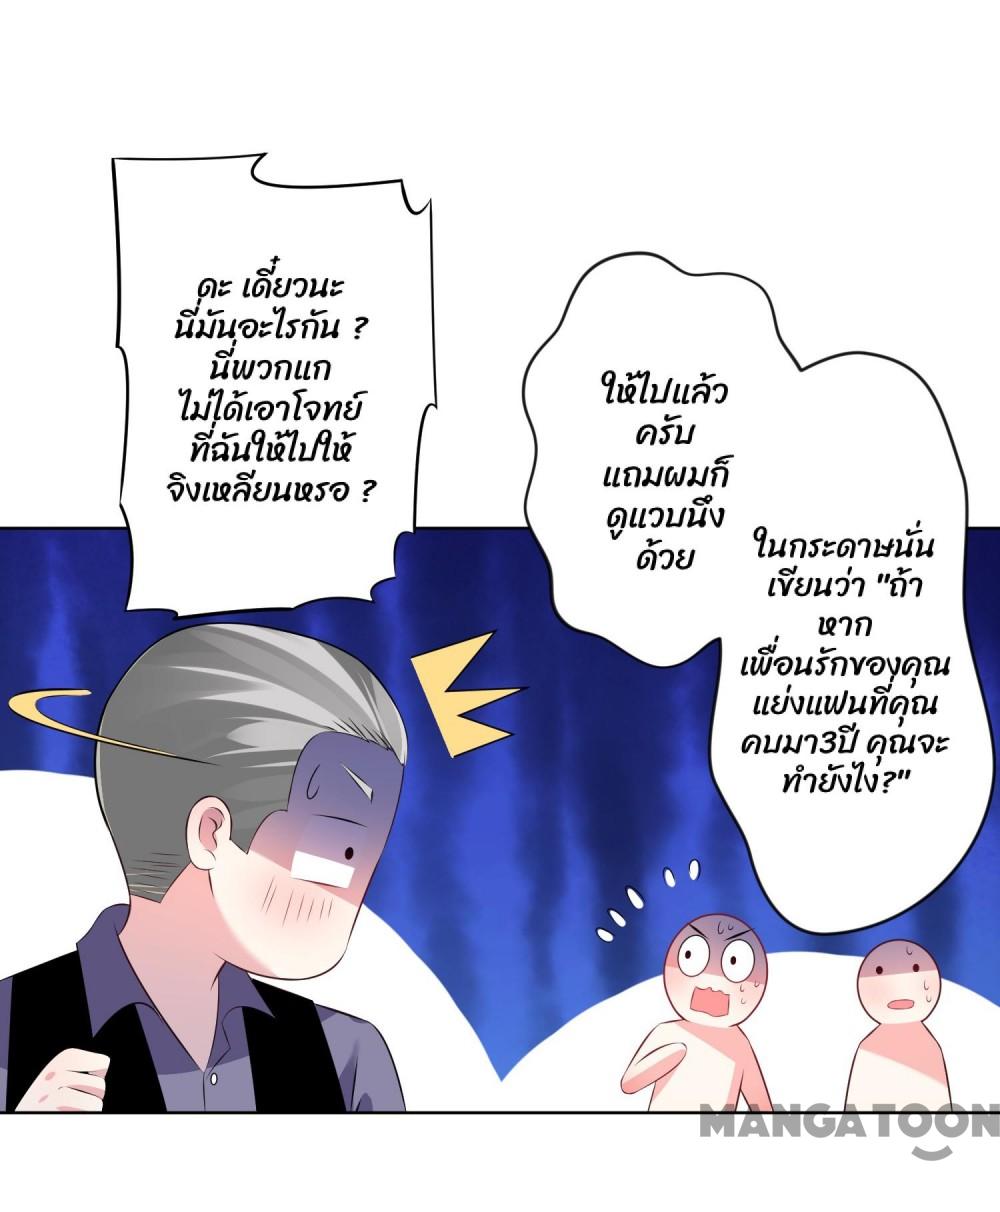 ดะ เดี๋ยวนะ
นี่มันอะไรกัน ?
นี่พวกแก
ไม่ได้เอาโจทย์
ที่ฉันให้ไปให้
จิงเหลียนหรอ ?
ให้ไปแล้ว
ครับ
แถมผมก็
ดูแวบนึง
ด้วย
ในกระดาษนั่น
เขียนว่า "ถ้า
หาก
เพื่อนรักของคุณ
แย่งแฟนที่คุณ
คบมา3ปี คุณจะ
ทำยังไง?"
MANGATOON